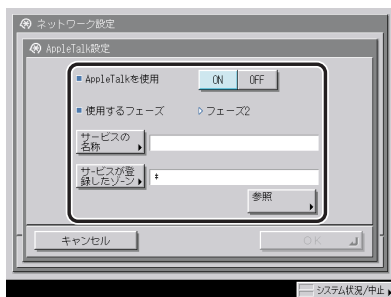 ネットワーク設定
AppleTalk設定
AppleTalkを使用
ON OFF
使用するフェーズ フェーズ2
サービスの
名称
サービスが登
録したゾーン *
参照
キャンセル OK
システム状況/中止